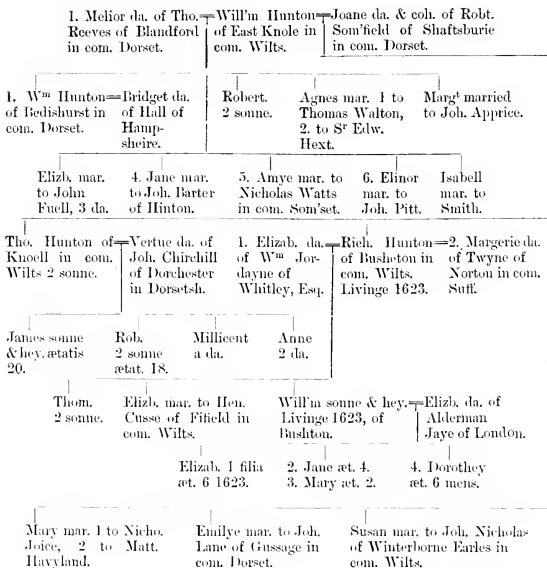 1. Melior da. of Tho. Will'm Hunton Joane da. & coh. of Robt.
Reeves of Blandford of East Knole in Som'field of Shaftsburie
in com. Dorset. com. Wilts. in com. Dorset.
1. Wm Hunton Bridget da. Robert. Agnes mar. 1 to Margt married
of Bedishurst in of Hall of 2 sonne. Thomas Walton, to Joh. Apprice.
com. Dorset. Hamp- 2. to Sr Edw.
sheire. Hext.
Elizb. mar. 4. Jane mar. 5. Amye mar. to 6. Elinor Isabell
to John to Joh. Barter Nicholas Watts mar. to mar. to
Fuell, 3 da. of Hinton. in com. Som'set. Joh. Pitt. Smith.
Tho. Hunton of Vertue da. of 1. Elizab. da. Rich. Hunton 2. Margerie da.
Knoell in com. Joh. Chirchill of Wm Jor- of Busheton in of Twyne of
Wilts 2 sonne. of Dorchester dayne of com. Wilts. Norton in com.
in Dorsetsh. Whitley, Esq. Livinge 1623. Suff.
James sonne Rob. Millicent Anne
& hey. ætatis 2 sonne a da. 2 da.
20. ætat. 18.
Thom. Elizb. mar. to Hen. Will'm sonne & hey. Elizb. da. of
2 sonne. Cusse of Fifield in Livinge 1623, of Alderman
com. Wilts. Bushton. Jaye of London.
Elizab. 1 filia 2. Jane æt. 4. 4. Dorothey
æt. 6 1623. 3. Mary æt. 2. æt. 6 mens.
Mary mar. 1 to Nicho. Emilye mar. to Joh. Susan mar. to Joh. Nicholas
Joice, 2 to Matt. Lane of Gussage in of Winterborne Earles in
Havyland. com. Dorset. com. Wilts.